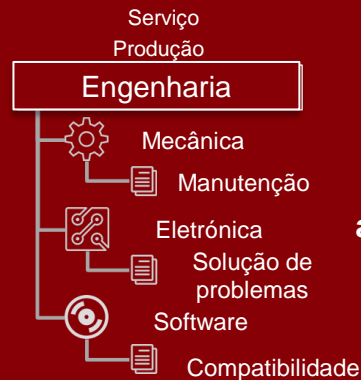 Serviço
Produção
Engenharia
Mecânica
Manutenção
Eletrónica
a
Solução de
problemas
Software
Compatibilidade